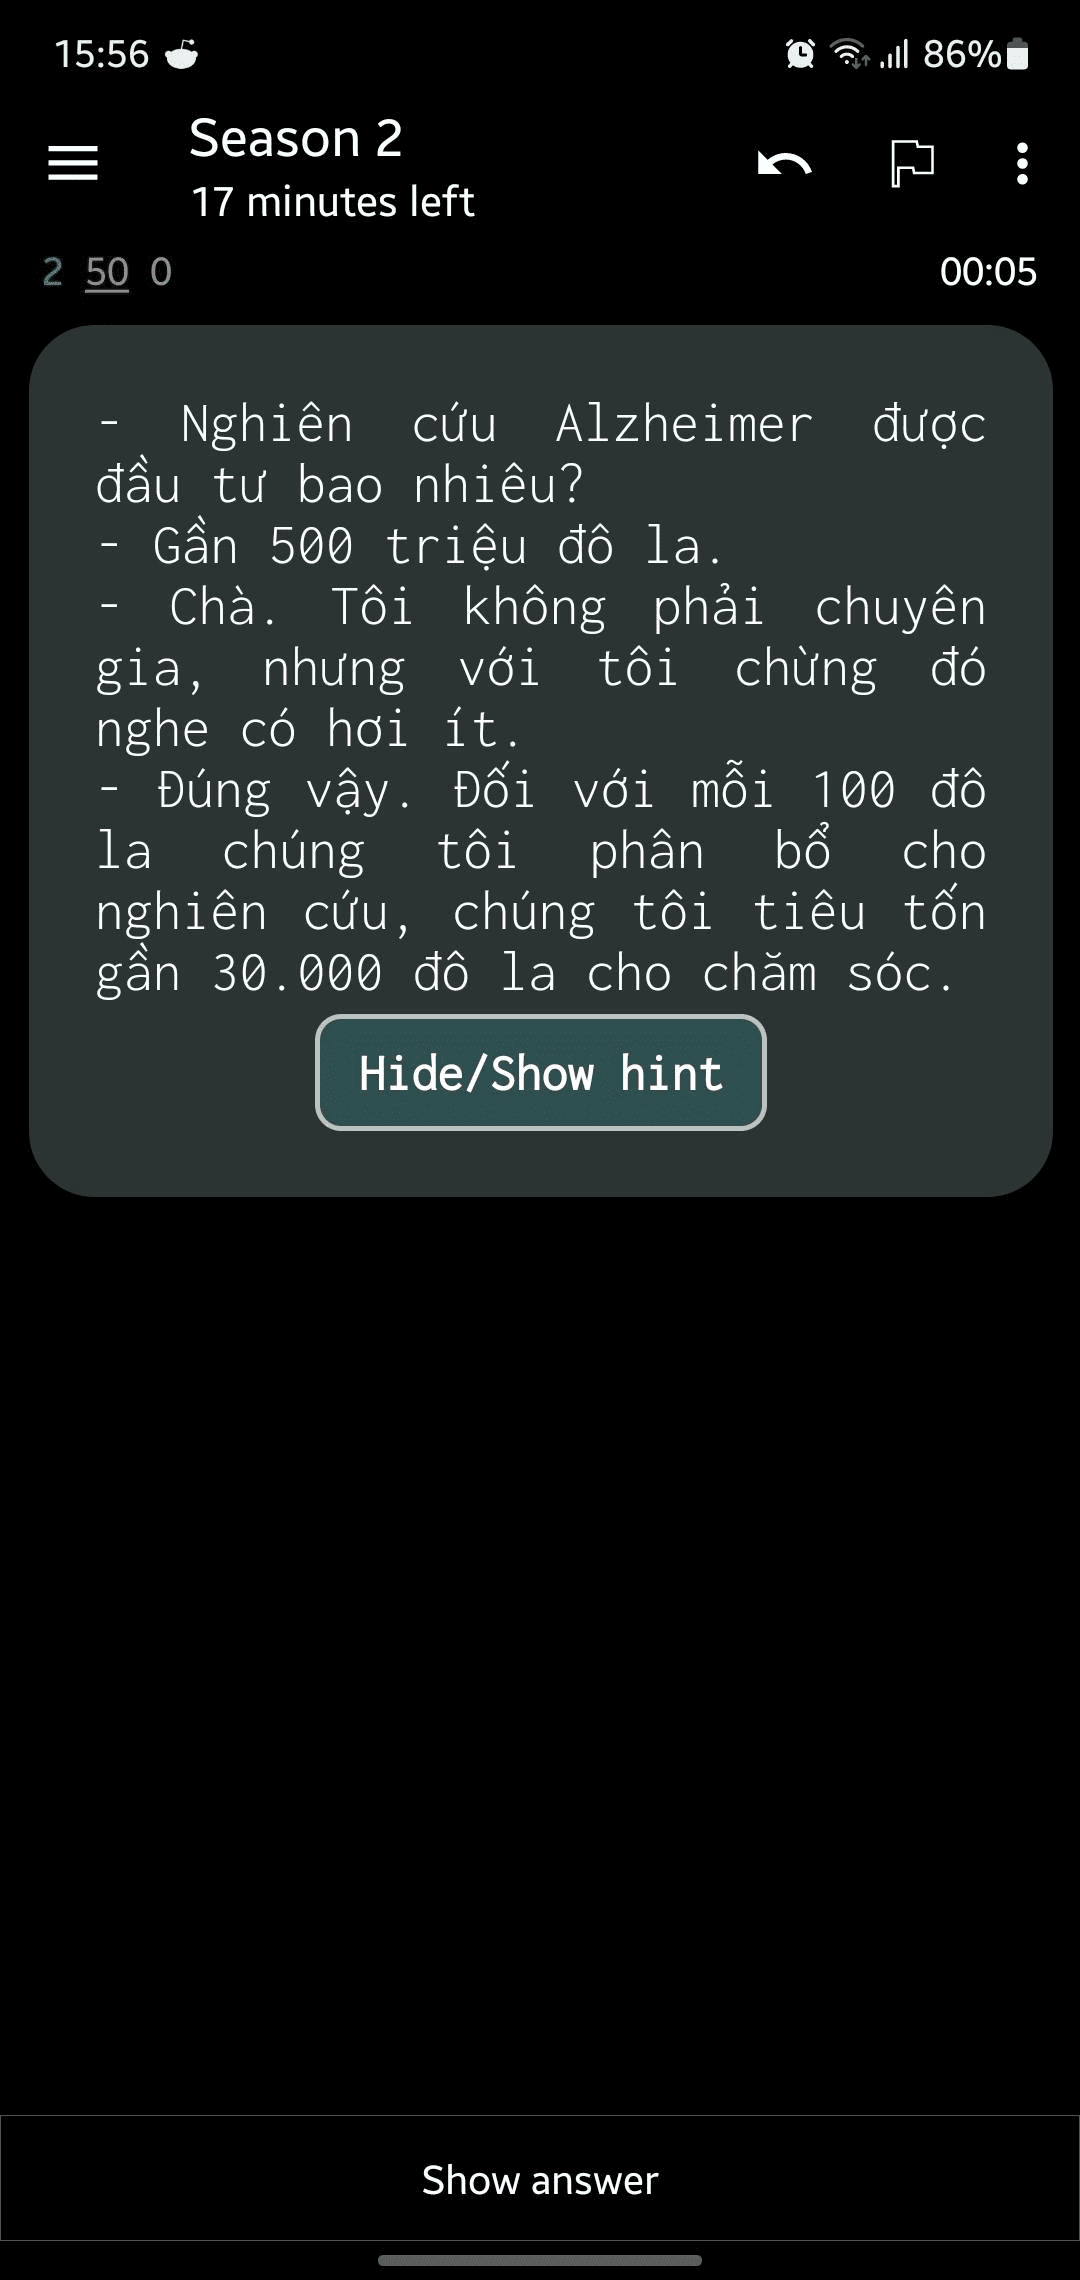 15:56
86%
Season 2
17 minutes left
2 50 0
00:05
- Nghiên cứu Alzheimer được
đầu tư bao nhiêu?
- Gần 500 triệu đô la.
- Chà. Tôi không phải chuyên
gia, nhưng với tôi chừng đó
nghe có hơi ít.
- Đúng vậy. Đối với mỗi 100 đô
la chúng tôi phân bổ cho
nghiên cứu, chúng tôi tiêu tốn
gần 30.000 đô la cho chăm sóc.
Hide/Show hint
Show answer